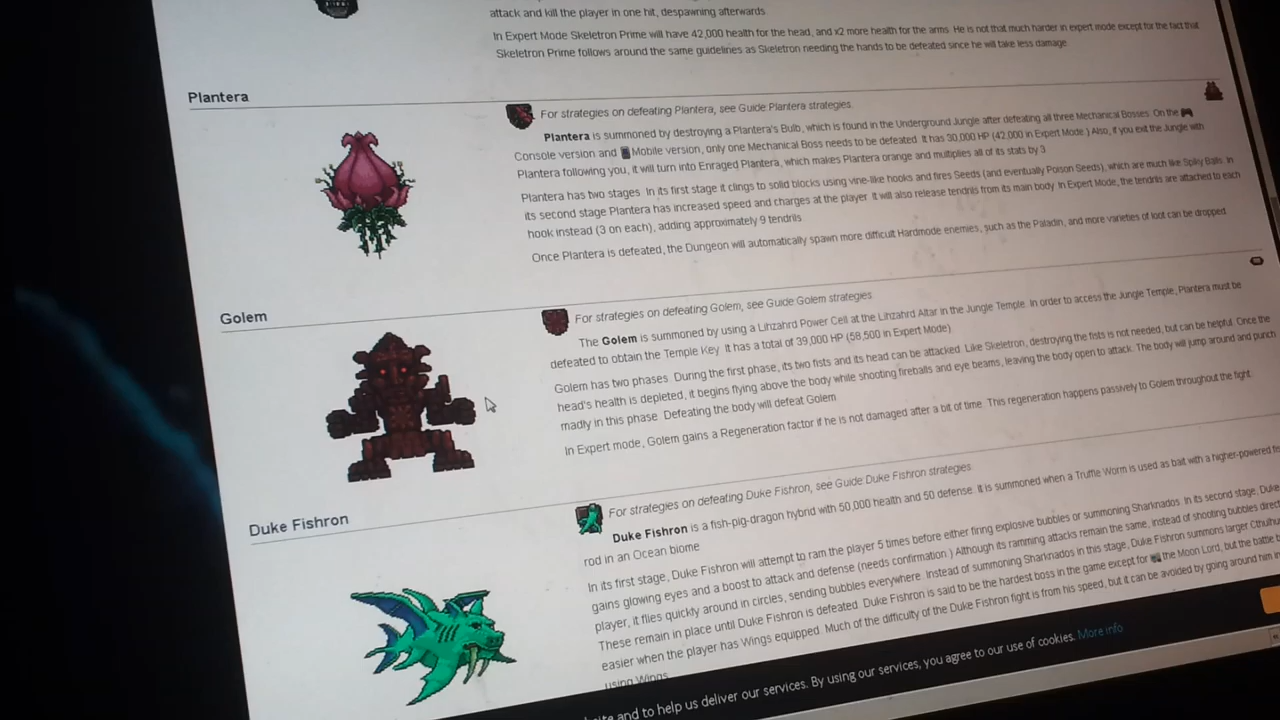 attack and kill the player in one hit, despawning afterwards.
In Expert Mode Skeletron Prime will have 42,000 health for the head, and x2 more health for the arms. He is not that much harder in expert mode except for the fact that
Skeletron Prime follows around the same guidelines as Skeletron needing the hands to be defeated since he will take less damage.
Plantera
For strategies on defeating Plantera, see Guide:Plantera strategies.
Plantera is summoned by destroying a Plantera's Bulb, which is found in the Underground Jungle after defeating all three Mechanical Bosses. On the
Console version and Mobile version, only one Mechanical Boss needs to be defeated. It has 30,000 HP (42,000 in Expert Mode.) Also, if you exit the Jungle with
Plantera following you, it will turn into Enraged Plantera, which makes Plantera orange and multiplies all of its stats by 3.
Plantera has two stages. In its first stage it clings to solid blocks using vine-like hooks and fires Seeds (and eventually Poison Seeds), which are much like Spiky Balls. In
its second stage Plantera has increased speed and charges at the player. It will also release tendrils from its main body. In Expert Mode, the tendrils are attached to each
hook instead (3 on each), adding approximately 9 tendrils.
Once Plantera is defeated, the Dungeon will automatically spawn more difficult Hardmode enemies, such as the Paladin, and more varieties of loot can be dropped.
Golem
For strategies on defeating Golem, see Guide:Golem strategies.
The Golem is summoned by using a Lihzahrd Power Cell at the Lihzahrd Altar in the Jungle Temple. In order to access the Jungle Temple, Plantera must be
defeated to obtain the Temple Key. It has a total of 39,000 HP (58,500 in Expert Mode).
Golem has two phases. During the first phase, its two fists and its head can be attacked. Like Skeletron, destroying the fists is not needed, but can be helpful. Once the
head's health is depleted, it begins flying above the body while shooting fireballs and eye beams, leaving the body open to attack. The body will jump around and punch
madly in this phase. Defeating the body will defeat Golem.
In Expert mode, Golem gains a Regeneration factor if he is not damaged after a bit of time. This regeneration happens passively to Golem throughout the fight.
Duke Fishron
For strategies on defeating Duke Fishron, see Guide:Duke Fishron strategies.
Duke Fishron is a fish-pig-dragon hybrid with 50,000 health and 50 defense. It is summoned when a Truffle Worm is used as bait with a higher-powered
rod in an Ocean biome.
In its first stage, Duke Fishron will attempt to ram the player 5 times before either firing explosive bubbles or summoning Sharknados. In its second stage, Duke
gains glowing eyes and a boost to attack and defense (needs confirmation.) Although its ramming attacks remain the same, instead of shooting bubbles
player, it flies quickly around in circles, sending bubbles everywhere. Instead of summoning Sharknados in this stage, Duke Fishron summons larger
These remain in place until Duke Fishron is defeated. Duke Fishron is said to be the hardest boss in the game except for the Moon Lord, but the battle
easier when the player has Wings equipped. Much of the difficulty of the Duke Fishron fight is from his speed, but it can be avoided by going around him
using Wings.
and to help us deliver our services. By using our services, you agree to our use of cookies. More info